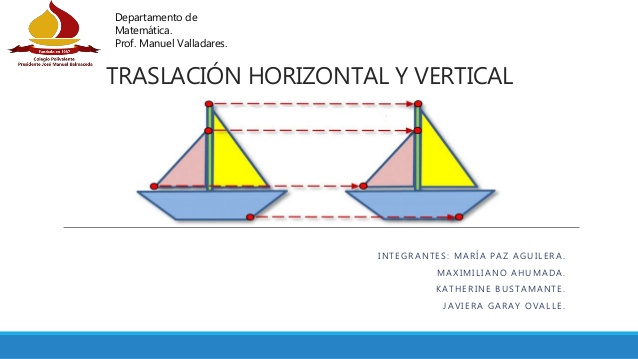 Departamento de
Matemática.
Prof. Manuel Valladares.
Fundado en 1967
Colegio Polivalente
Presidente José Manuel Balmaceda
TRASLACIÓN HORIZONTAL Y VERTICAL
INTEGRANTES: MARÍA PAZ AGUILERA.
MAXIMILIANO AHUMADA.
KATHERINE BUSTAMANTE.
JAVIERA GARAY OVALLE.